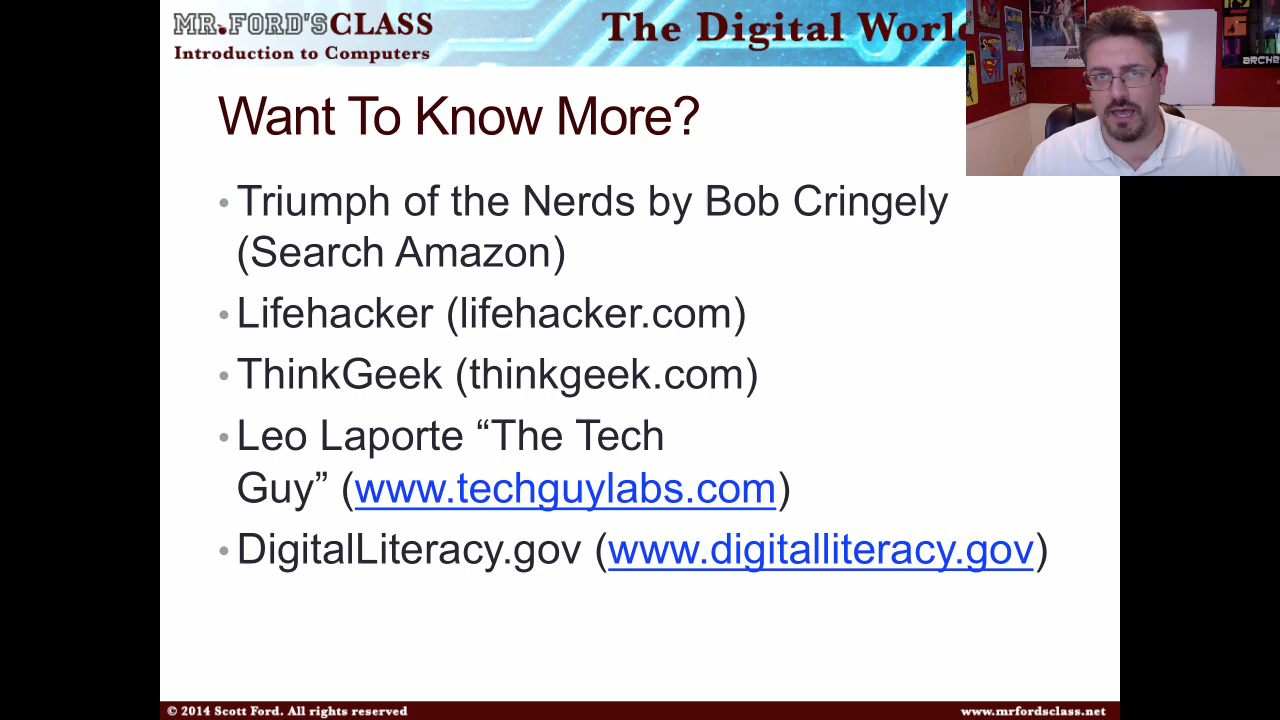 MR.FORD'SCLASS
Introduction to Computers
The Digital World
Want To Know More?
• Triumph of the Nerds by Bob Cringely
(Search Amazon)
• Lifehacker (lifehacker.com)
• ThinkGeek (thinkgeek.com)
• Leo Laporte “The Tech
Guy” (www.techguylabs.com)
• DigitalLiteracy.gov (www.digitalliteracy.gov)
© 2014 Scott Ford. All rights reserved
www.mrfordsclass.net